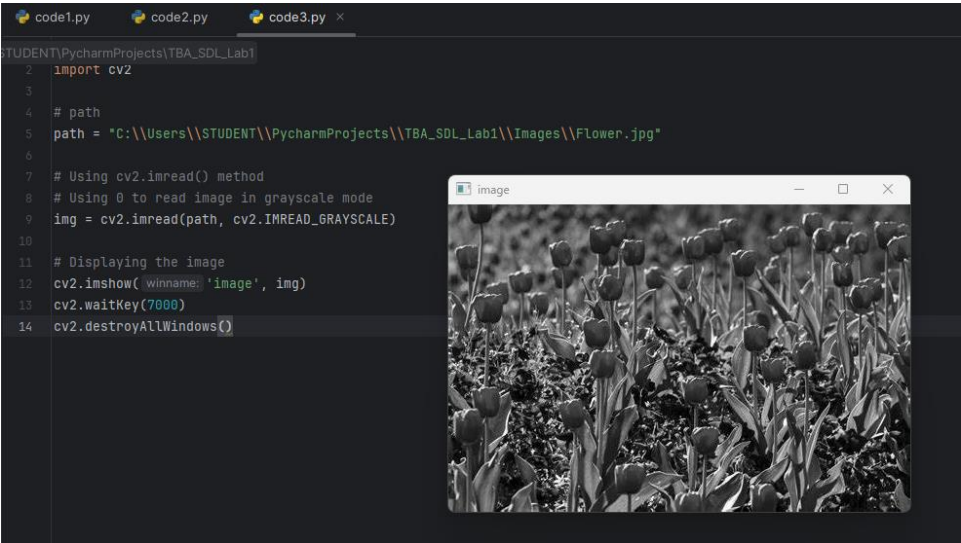 code1.py code2.py code3.py ×
STUDENT\PycharmProjects\TBA_SDL_Lab1
2 import cv2
3
4 # path
5 path = "C:\\Users\\STUDENT\\PycharmProjects\\TBA_SDL_Lab1\\Images\\Flower.jpg"
6
7 # Using cv2.imread() method
8 # Using 0 to read image in grayscale mode
9 img = cv2.imread(path, cv2.IMREAD_GRAYSCALE)
10
11 # Displaying the image
12 cv2.imshow( winname: 'image', img)
13 cv2.waitKey(7000)
14 cv2.destroyAllWindows()
image